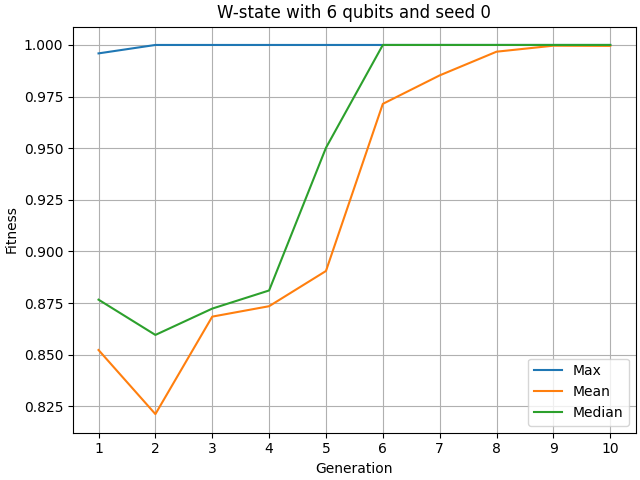 W-state with 6 qubits and seed 0
Fitness
1.000
0.975
0.950
0.925
0.900
0.875
0.850
0.825
1 2 3 4 5 6 7 8 9 10
Generation
Max
Mean
Median